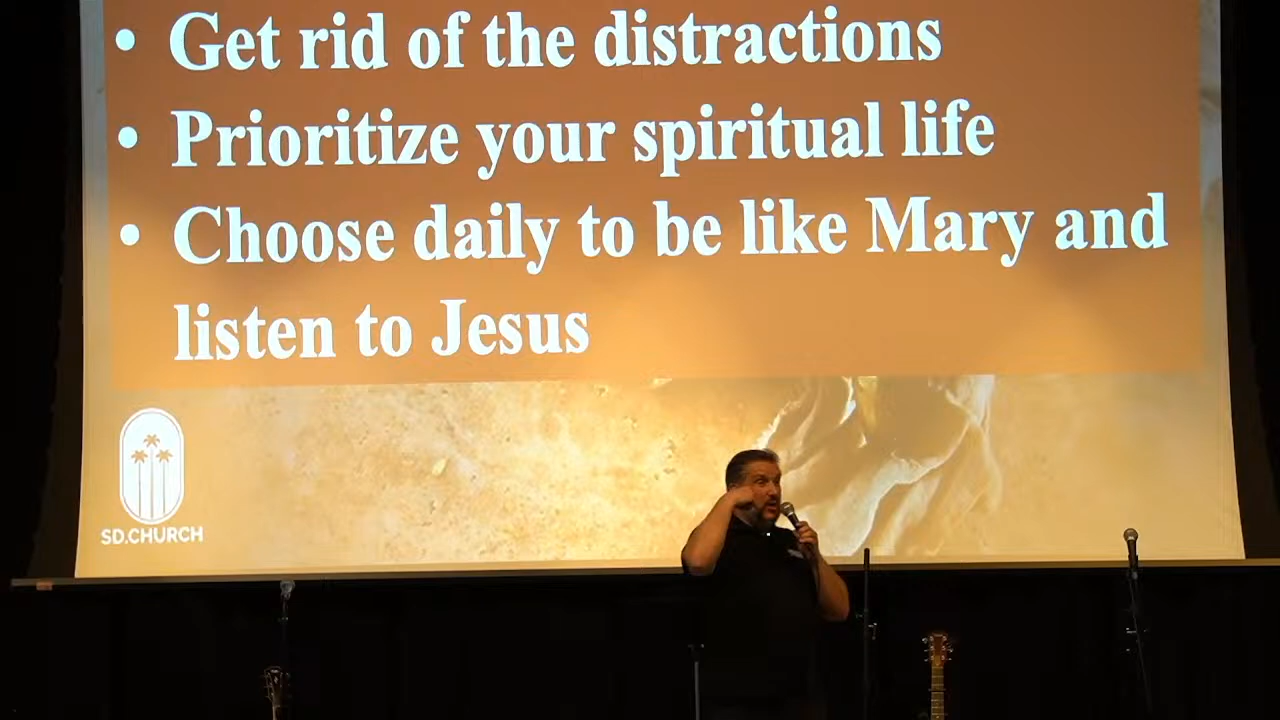 • Get rid of the distractions
• Prioritize your spiritual life
• Choose daily to be like Mary and
listen to Jesus
SD.CHURCH